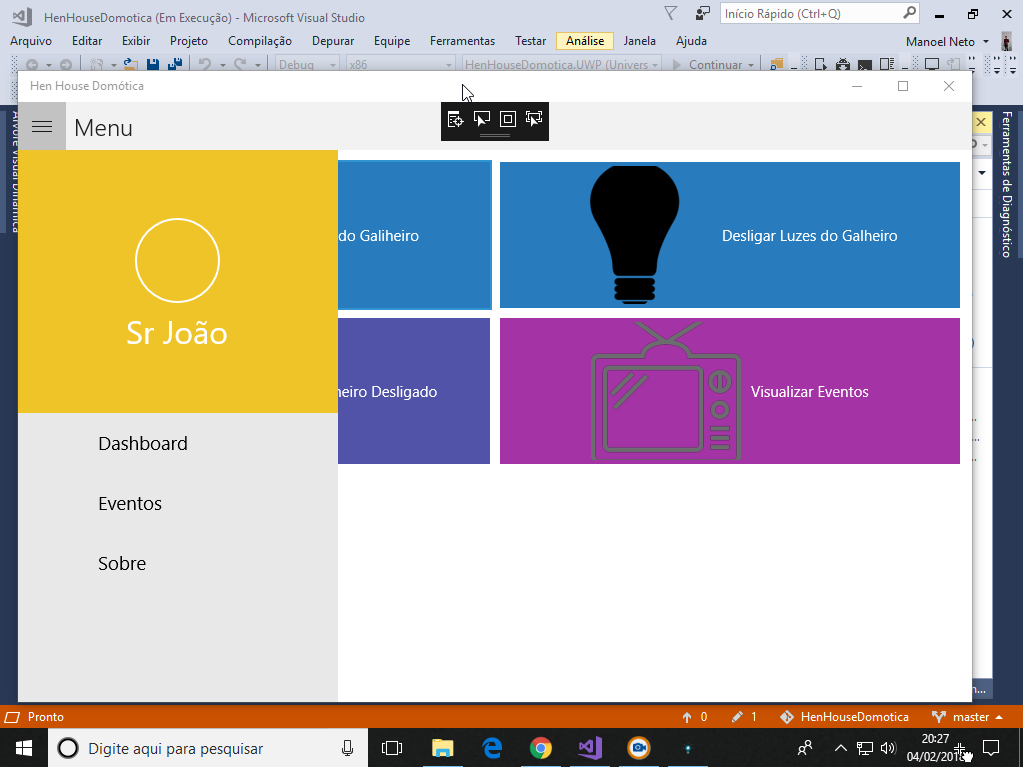 HenHouseDomotica (Em Execução) - Microsoft Visual Studio
Início Rápido (Ctrl+Q)
Arquivo Editar Exibir Projeto Compilação Depurar Equipe Ferramentas Testar Análise Janela Ajuda
Manoel Neto
Debug x86 HenHouseDomotica.UWP (Univers Continuar
Hen House Domótica
Menu
Ferramentas de Diagnóstico
do Galiheiro
Desligar Luzes do Galheiro
Sr João
heiro Desligado
Visualizar Eventos
Dashboard
Eventos
Sobre
n...
Pronto
0 1 HenHouseDomotica master
Digite aqui para pesquisar
20:27
04/02/2018